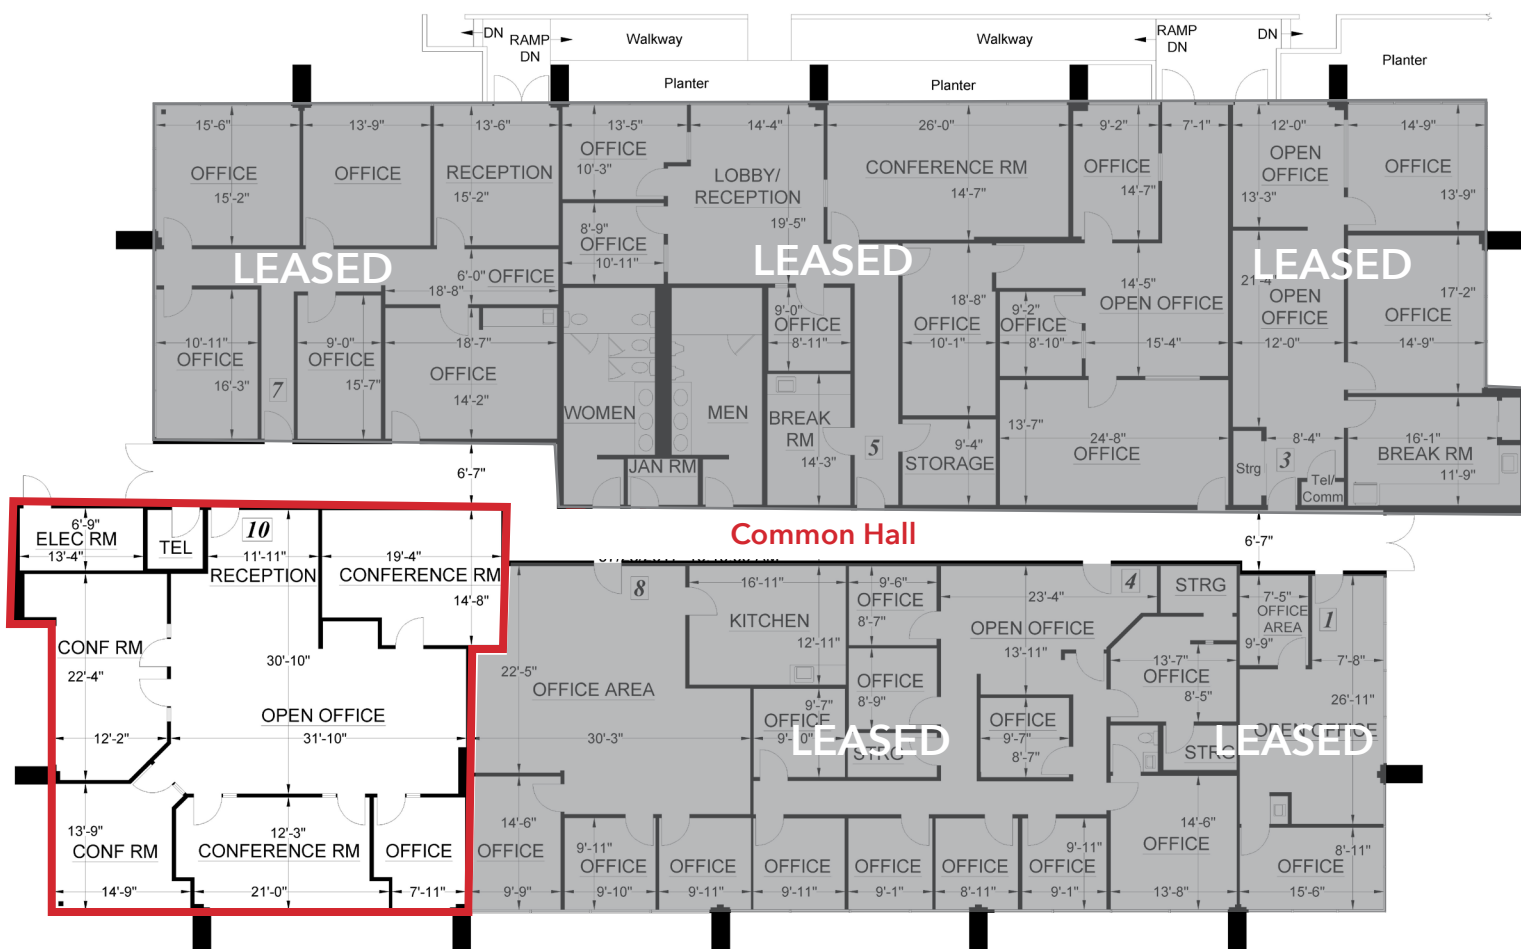 DN
RAMP
DN
Walkway
Walkway
RAMP
DN
DN
Planter
Planter
Planter
15'-6"
13'-9"
13'-6"
13'-5"
14'-4"
26'-0"
9'-2"
7'-1"
12'-0"
14'-9"
OFFICE
15'-2"
OFFICE
RECEPTION
15'-2"
OFFICE
10'-3"
LOBBY/
RECEPTION
19'-5"
CONFERENCE RM
14'-7"
OFFICE
14'-7"
OPEN
OFFICE
13'-3"
OFFICE
13'-9"
8'-9"
OFFICE
10'-11"
LEASED
LEASED
LEASED
6'-0"
OFFICE
18'-8"
9'-0"
OFFICE
8'-11"
18'-8"
OFFICE
10'-1"
9'-2"
OFFICE
8'-10"
14'-5"
OPEN OFFICE
15'-4"
21'-4"
OPEN
OFFICE
12'-0"
17'-2"
OFFICE
14'-9"
10'-11"
OFFICE
16'-3"
7
9'-0"
OFFICE
15'-7"
18'-7"
OFFICE
14'-2"
WOMEN
MEN
BREAK
RM
14'-3"
5
9'-4"
STORAGE
13'-7"
24'-8"
OFFICE
8'-4"
3
Strg
Tel/
Comm
16'-1"
BREAK RM
11'-9"
JAN RM
6'-7"
Common Hall
6'-7"
6'-9"
ELEC RM
13'-4"
TEL
10
11'-11"
RECEPTION
19'-4"
CONFERENCE RM
14'-8"
CONF RM
22'-4"
12'-2"
30'-10"
OPEN OFFICE
31'-10"
13'-9"
CONF RM
14'-9"
12'-3"
CONFERENCE RM
21'-0"
OFFICE
7'-11"
8
22'-5"
OFFICE AREA
30'-3"
16'-11"
KITCHEN
12'-11"
9'-6"
OFFICE
8'-7"
OFFICE
8'-9"
4
23'-4"
OPEN OFFICE
13'-11"
STRG
7'-5"
OFFICE
AREA
9'-9"
1
7'-8"
13'-7"
OFFICE
8'-5"
26'-11"
OPEN OFFICE
9'-7"
OFFICE
STRG
OFFICE
9'-7"
8'-7"
STRG
LEASED
LEASED
14'-6"
OFFICE
9'-9"
9'-11"
OFFICE
9'-10"
OFFICE
9'-11"
OFFICE
9'-11"
OFFICE
9'-1"
OFFICE
8'-11"
9'-11"
OFFICE
9'-1"
14'-6"
OFFICE
13'-8"
8'-11"
OFFICE
15'-6"